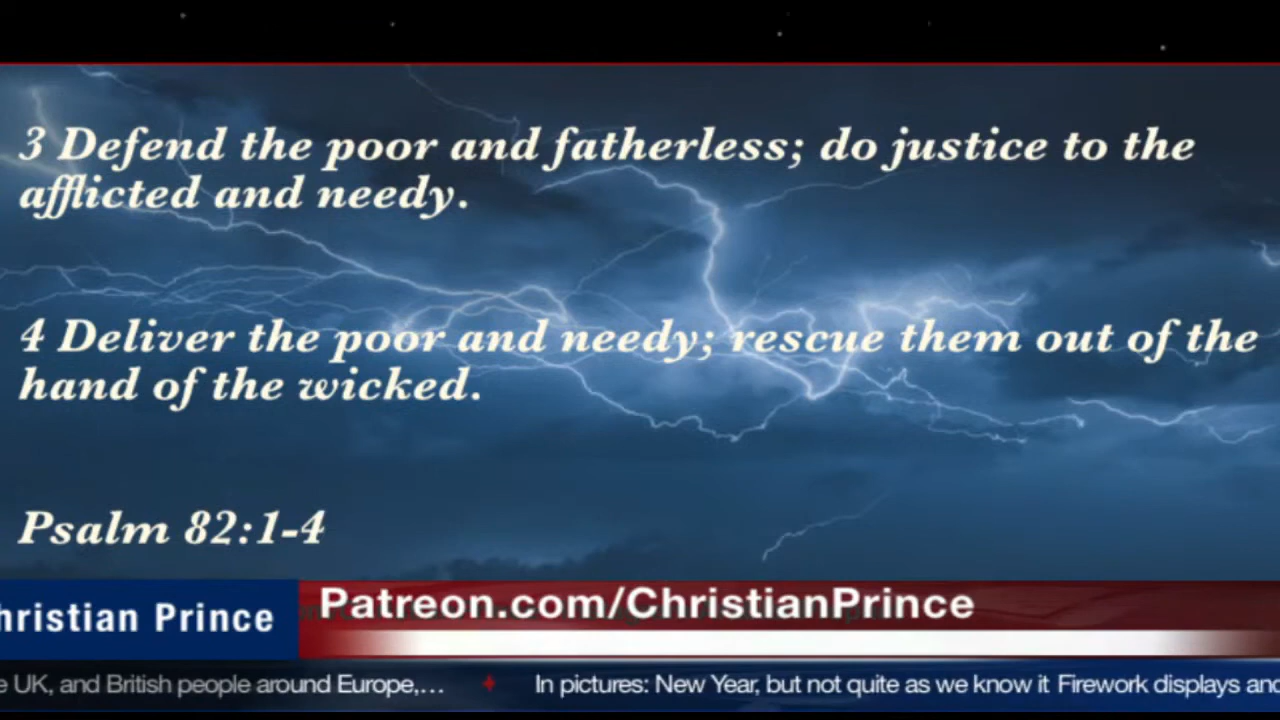 3 Defend the poor and fatherless; do justice to the
afflicted and needy.
4 Deliver the poor and needy; rescue them out of the
hand of the wicked.
Psalm 82:1-4
hristian Prince
Patreon.com/ChristianPrince
e UK, and British people around Europe,… In pictures: New Year, but not quite as we know it Firework displays and